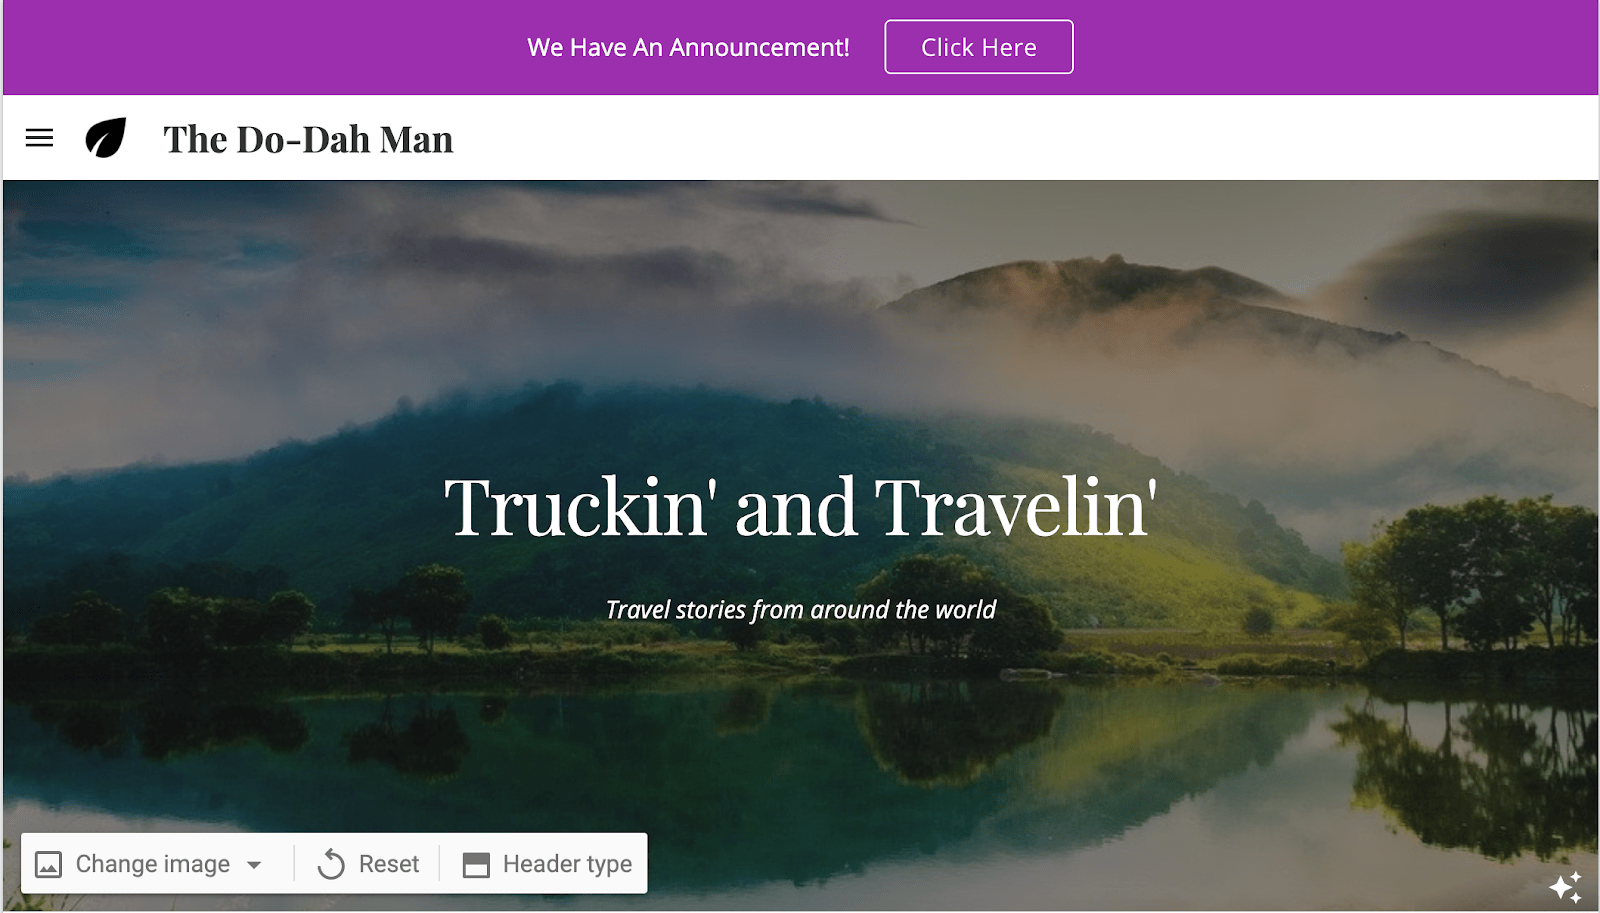 We Have An Announcement! Click Here
The Do-Dah Man
Truckin' and Travelin'
Travel stories from around the world
Change image Reset Header type